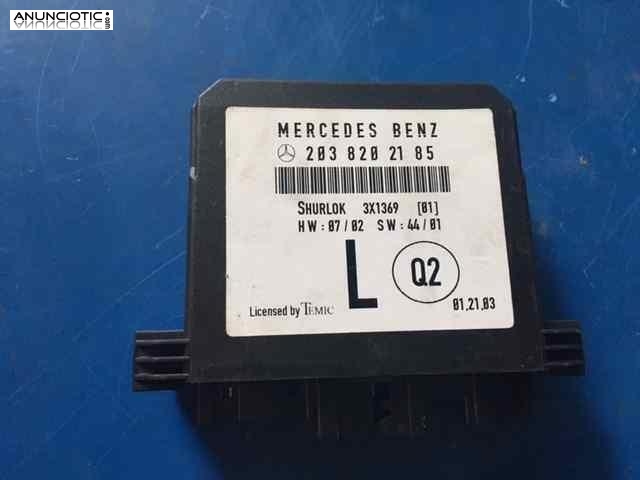 ANUNCIOTIC.com
MERCEDES BENZ
203 820 21 85
SHURLOK 3X1369 [01]
HW:07/02 SW:44/01
L
Q2
Licensed by TEMIC
01,21,03